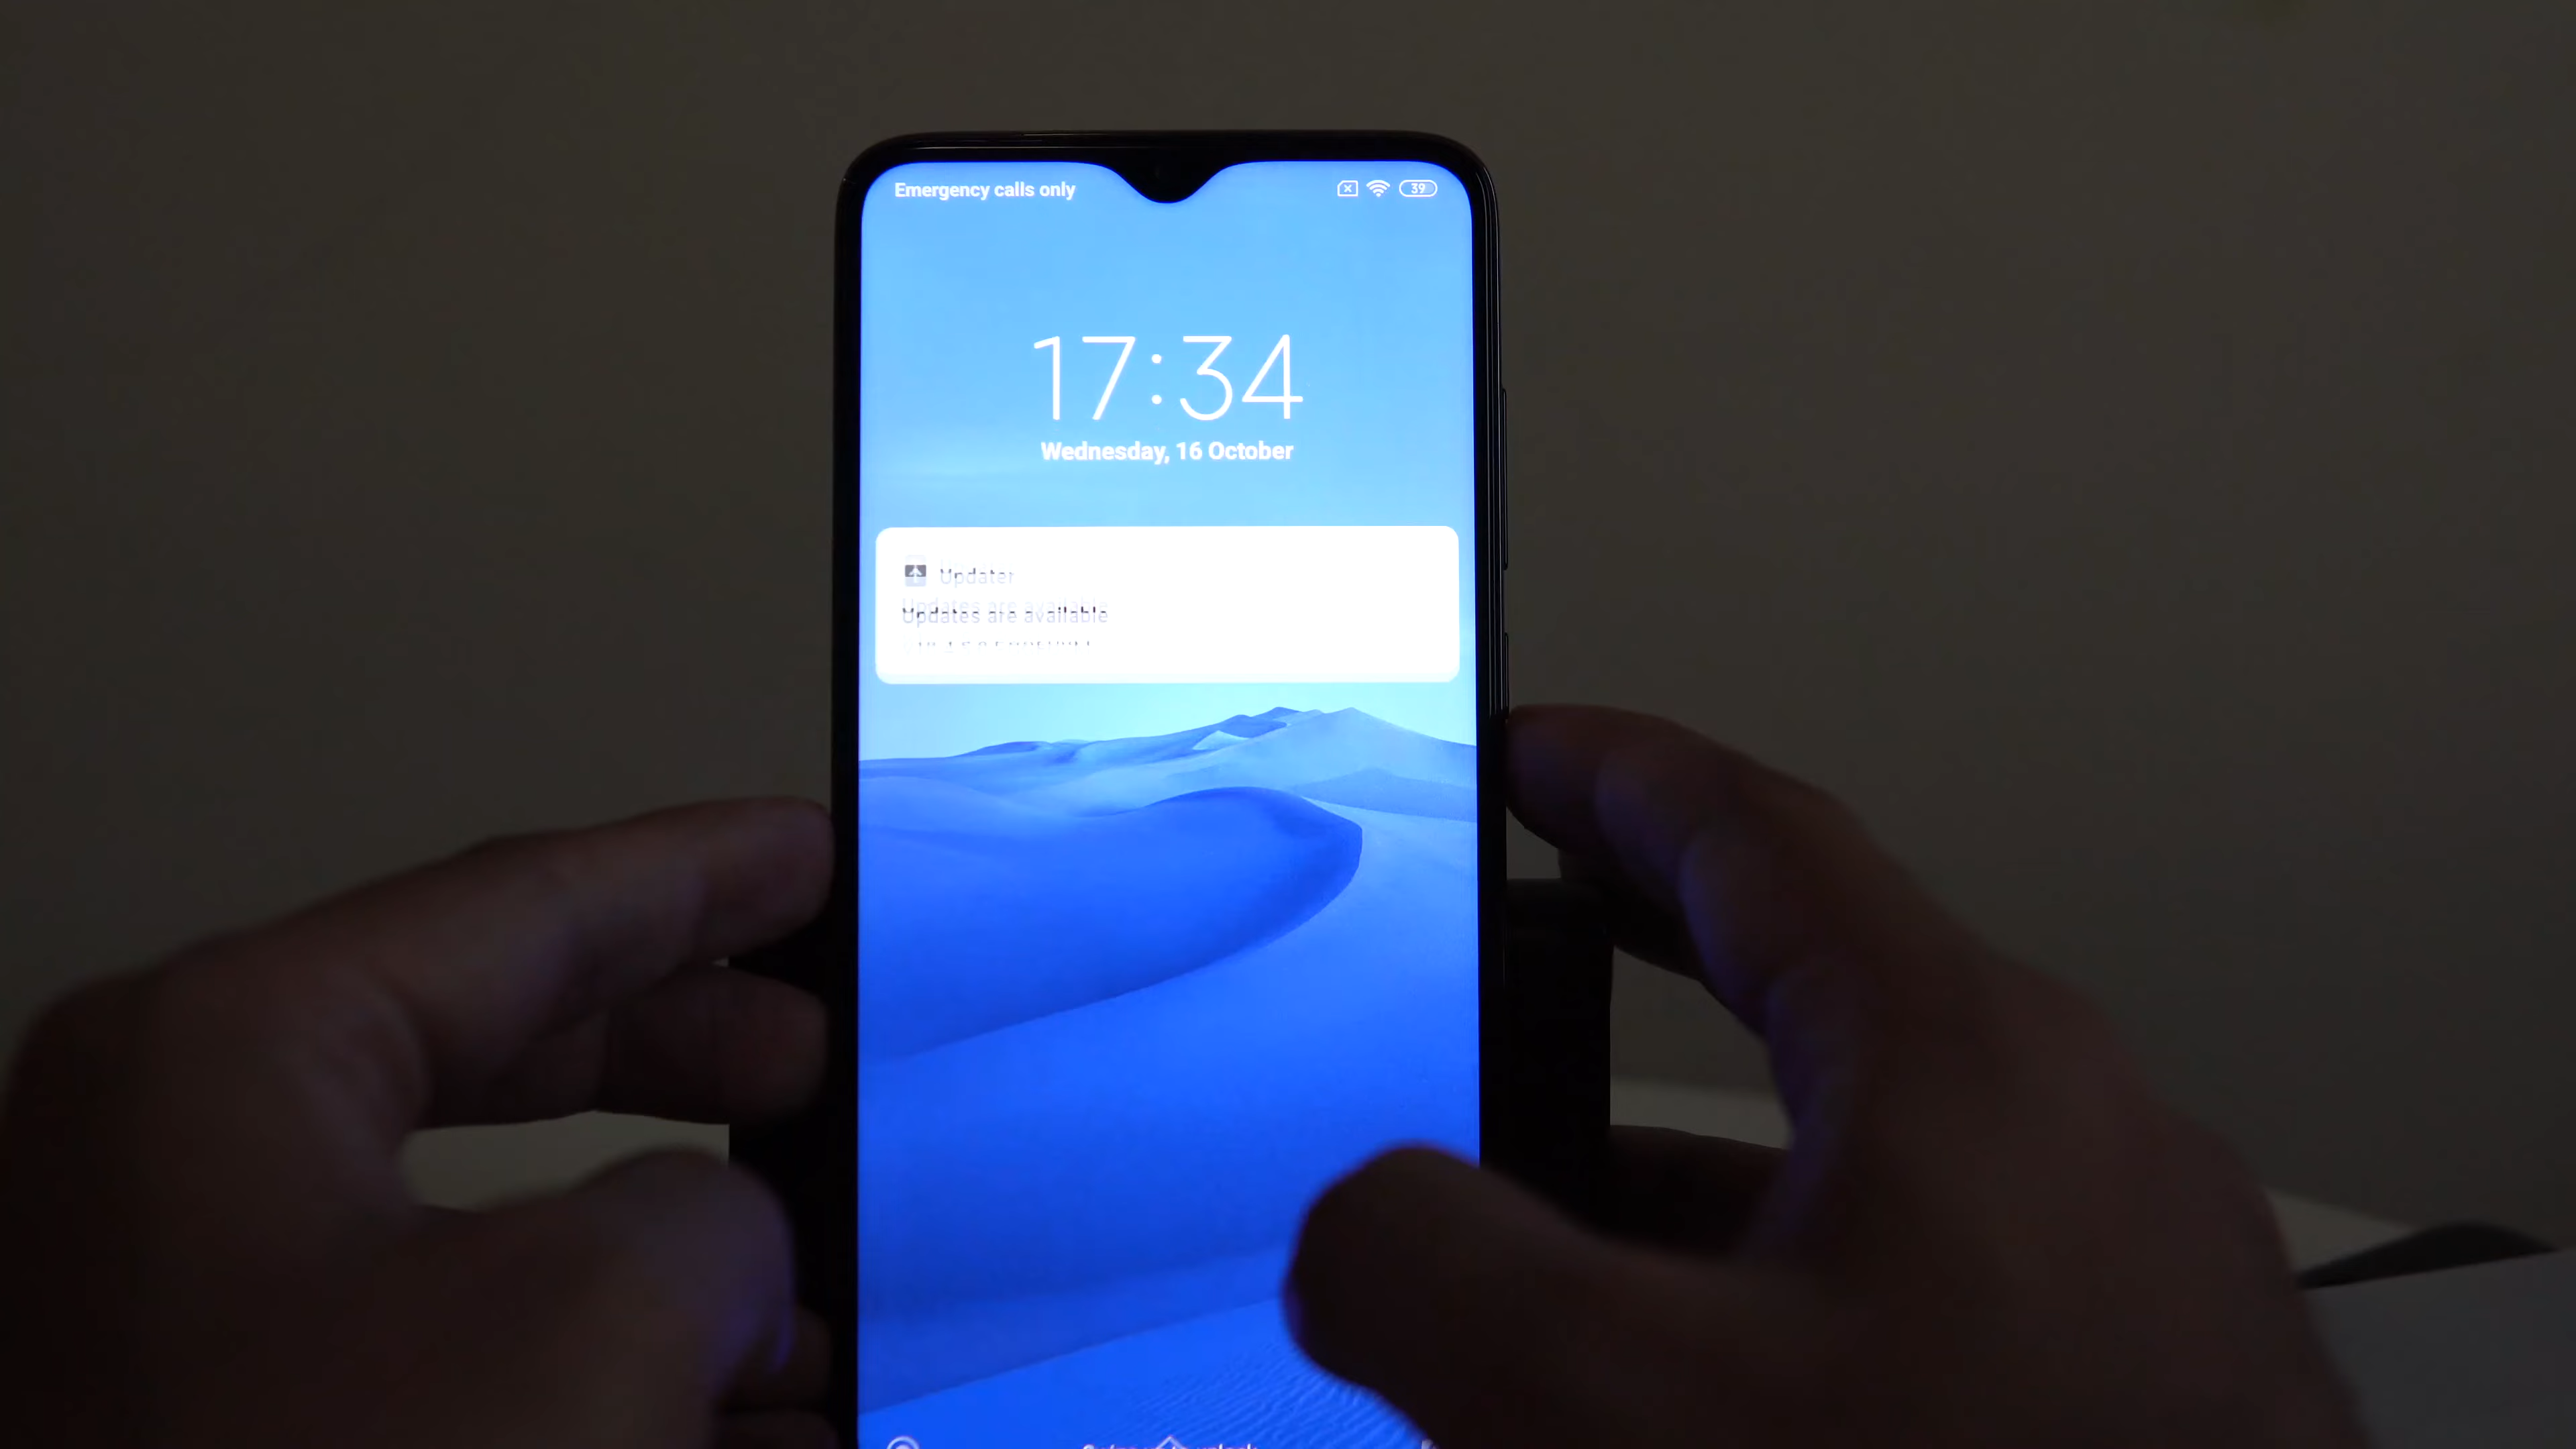 Emergency calls only
39
17:34
Wednesday, 16 October
Updater
Updates are available